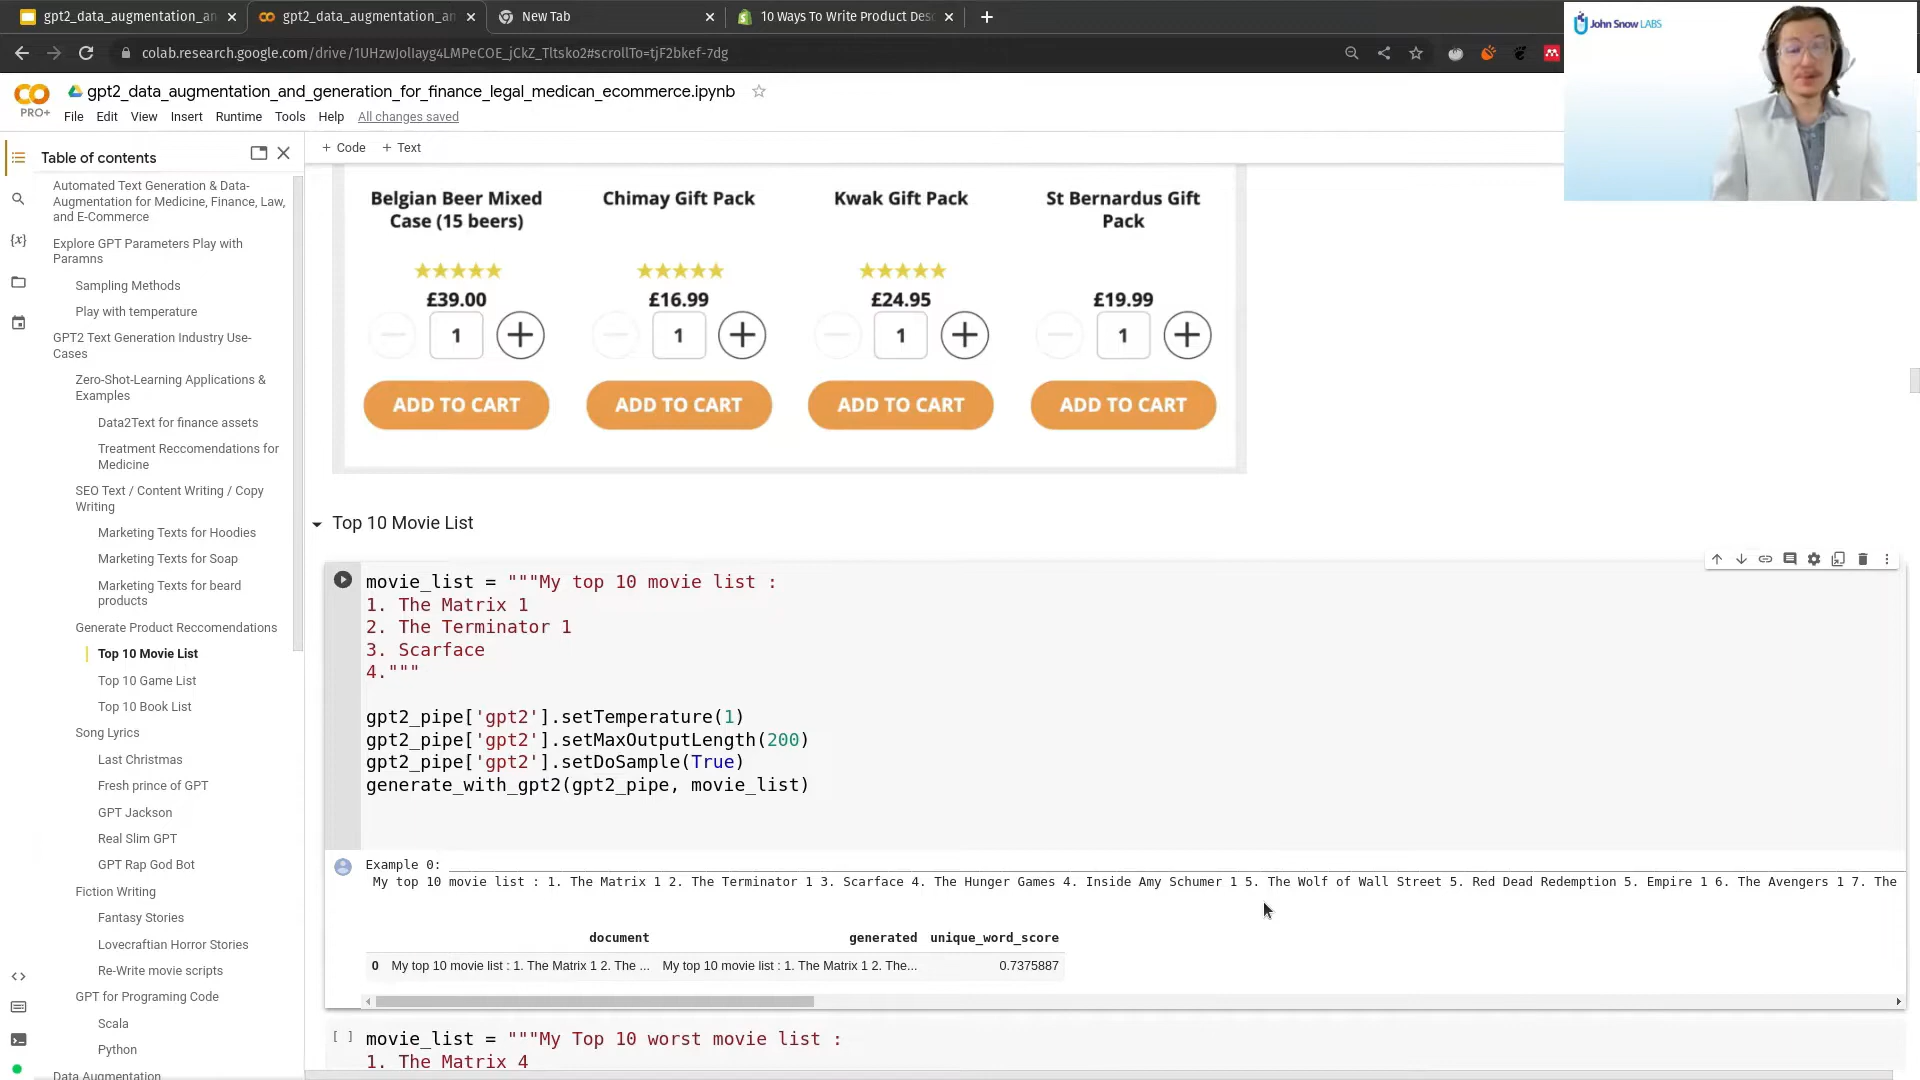 gpt2_data_augmentation_an
gpt2_data_augmentation_an
New Tab
10 Ways To Write Product Desc
colab.research.google.com/drive/1UHzwJolIayg4LMPeCOE_jCkZ_Tltsko2#scrollTo=tjF2bkef-7dg
John Snow LABS
PRO+
gpt2_data_augmentation_and_generation_for_finance_legal_medican_ecommerce.ipynb
File Edit View Insert Runtime Tools Help All changes saved
Table of contents
+ Code + Text
Automated Text Generation & Data-
Augmentation for Medicine, Finance, Law,
and E-Commerce
Explore GPT Parameters Play with
Paramns
Sampling Methods
Play with temperature
GPT2 Text Generation Industry Use-
Cases
Zero-Shot-Learning Applications &
Examples
Data2Text for finance assets
Treatment Reccomendations for
Medicine
SEO Text / Content Writing / Copy
Writing
Marketing Texts for Hoodies
Marketing Texts for Soap
Marketing Texts for beard
products
Generate Product Reccomendations
Top 10 Movie List
Top 10 Game List
Top 10 Book List
Song Lyrics
Last Christmas
Fresh prince of GPT
GPT Jackson
Real Slim GPT
GPT Rap God Bot
Fiction Writing
Fantasy Stories
Lovecraftian Horror Stories
Re-Write movie scripts
GPT for Programing Code
Scala
Python
Data Augmentation
Belgian Beer Mixed
Case (15 beers)
Chimay Gift Pack
Kwak Gift Pack
St Bernardus Gift
Pack
£39.00 £16.99 £24.95 £19.99
1 1 1 1
ADD TO CART ADD TO CART ADD TO CART ADD TO CART
Top 10 Movie List
movie_list = """My top 10 movie list :
1. The Matrix 1
2. The Terminator 1
3. Scarface
4."""
gpt2_pipe['gpt2'].setTemperature(1)
gpt2_pipe['gpt2'].setMaxOutputLength(200)
gpt2_pipe['gpt2'].setDoSample(True)
generate_with_gpt2(gpt2_pipe, movie_list)
Example 0:
My top 10 movie list : 1. The Matrix 1 2. The Terminator 1 3. Scarface 4. The Hunger Games 4. Inside Amy Schumer 1 5. The Wolf of Wall Street 5. Red Dead Redemption 5. Empire 1 6. The Avengers 1 7. The
document generated unique_word_score
0 My top 10 movie list : 1. The Matrix 1 2. The ... My top 10 movie list : 1. The Matrix 1 2. The... 0.7375887
[ ] movie_list = """My Top 10 worst movie list :
1. The Matrix 4